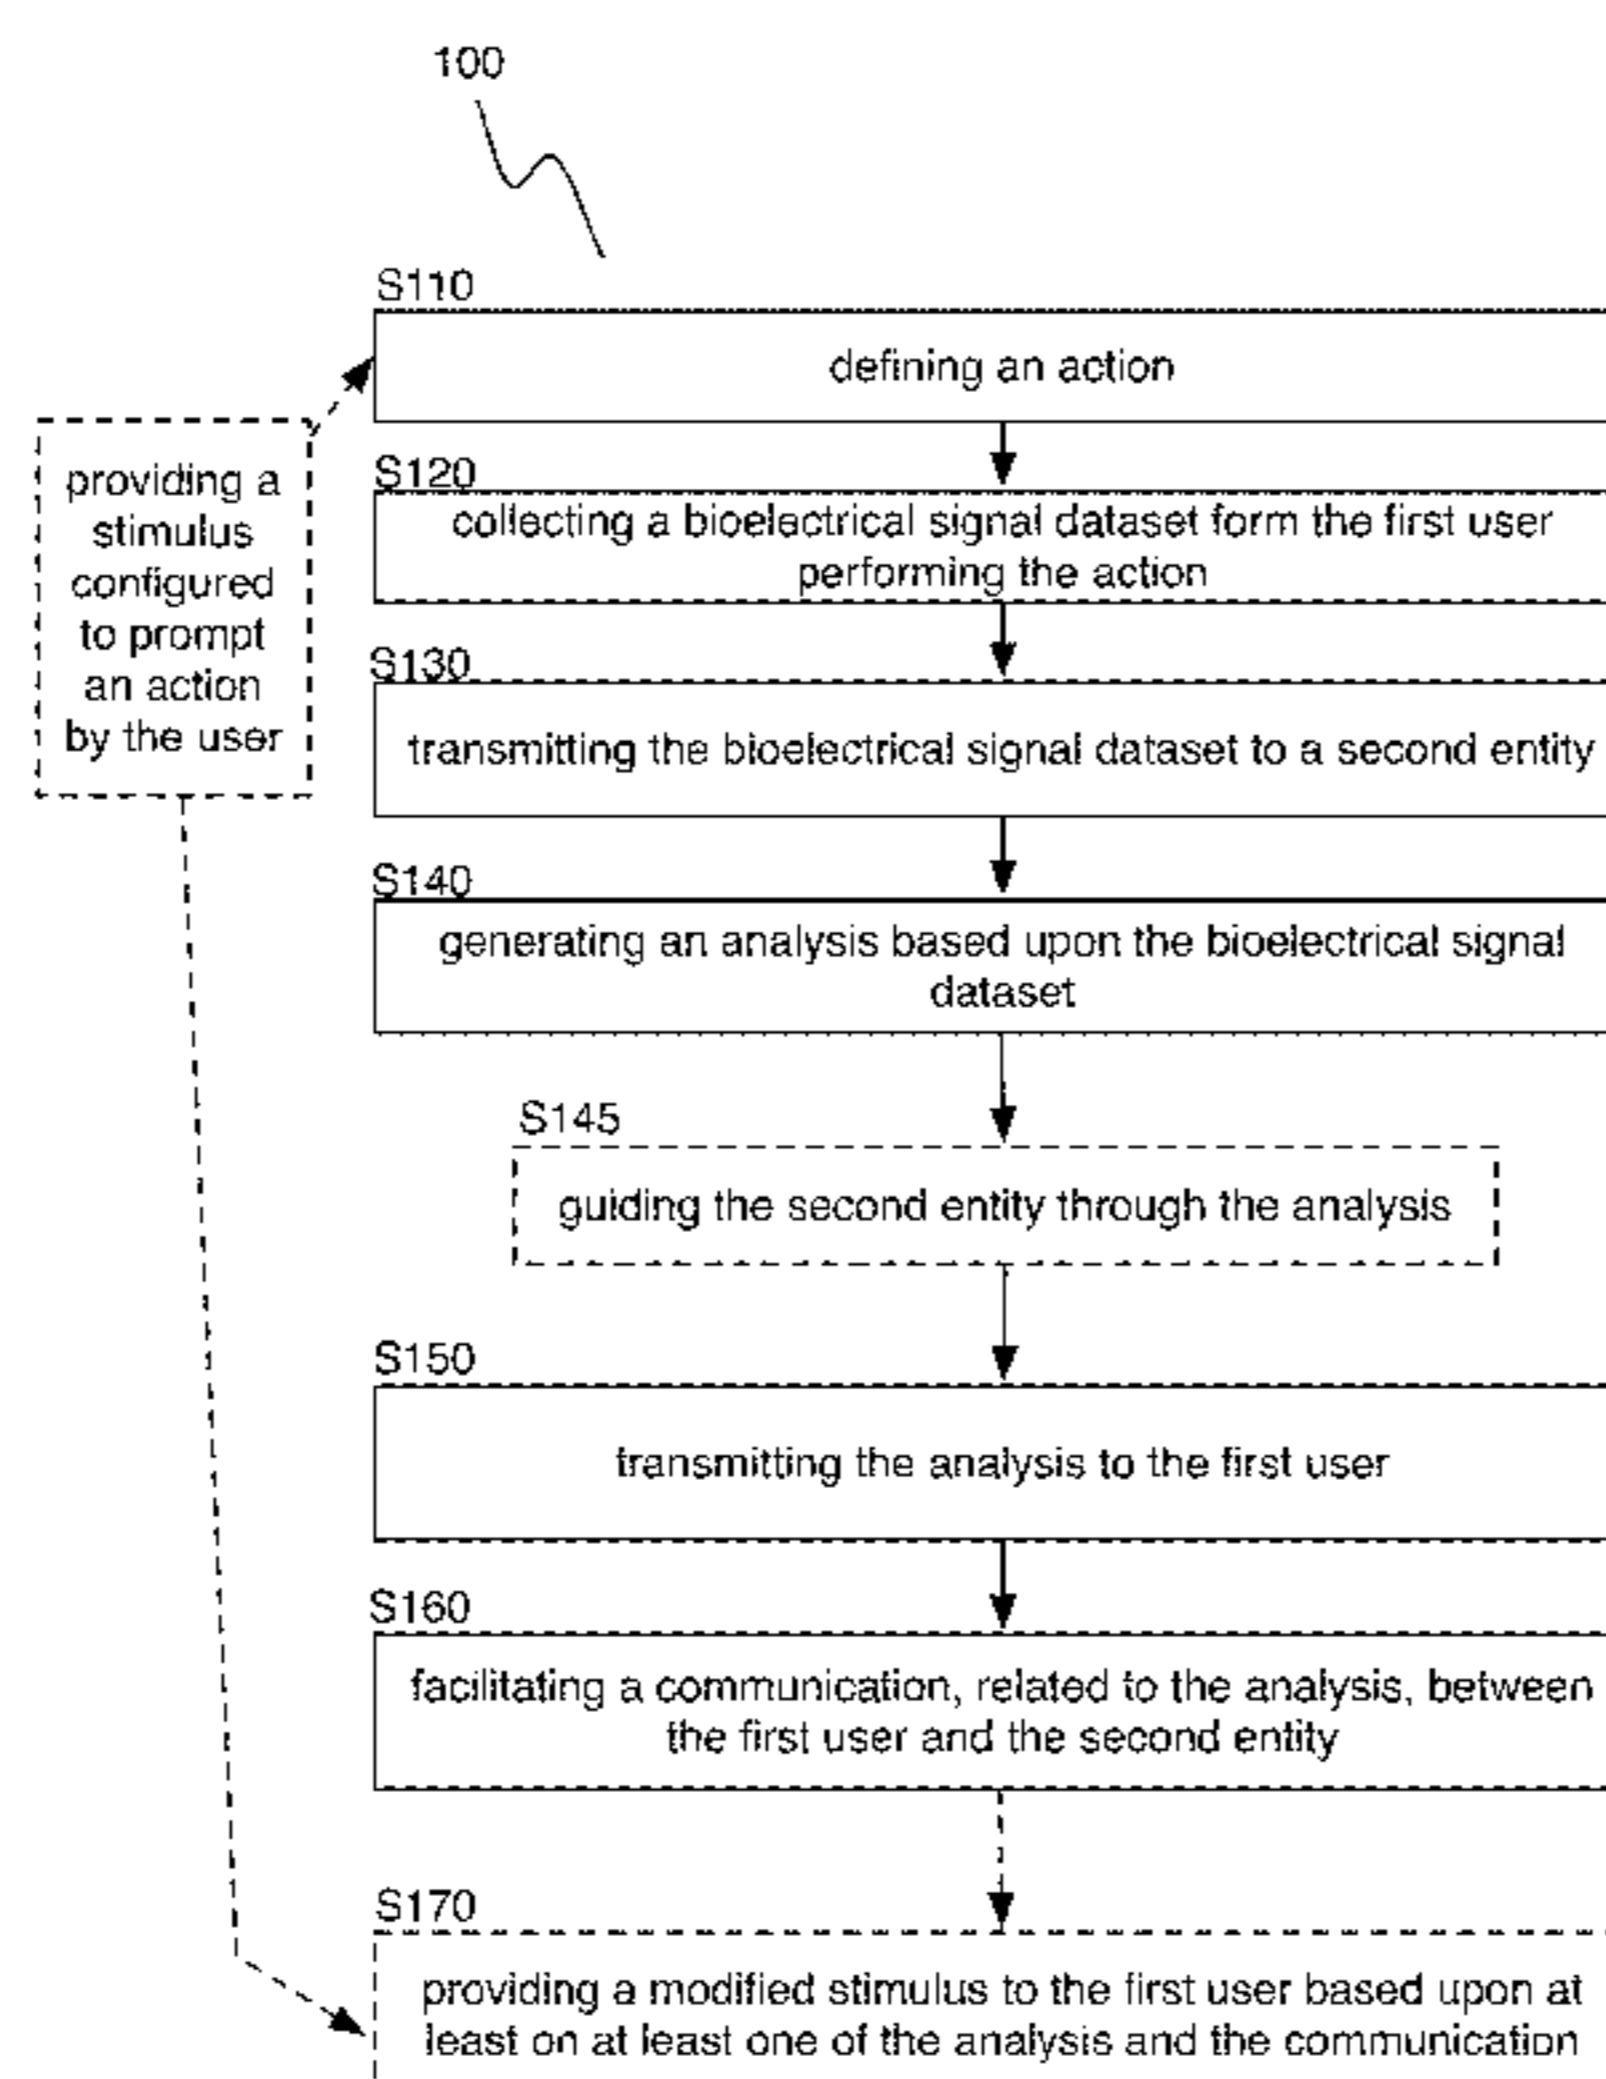 100
S110
defining an action
providing a
stimulus
configured
to prompt
an action
by the user
S120
collecting a bioelectrical signal dataset form the first user
performing the action
S130
transmitting the bioelectrical signal dataset to a second entity
S140
generating an analysis based upon the bioelectrical signal
dataset
S145
guiding the second entity through the analysis
S150
transmitting the analysis to the first user
S160
facilitating a communication, related to the analysis, between
the first user and the second entity
S170
providing a modified stimulus to the first user based upon at
least on at least one of the analysis and the communication